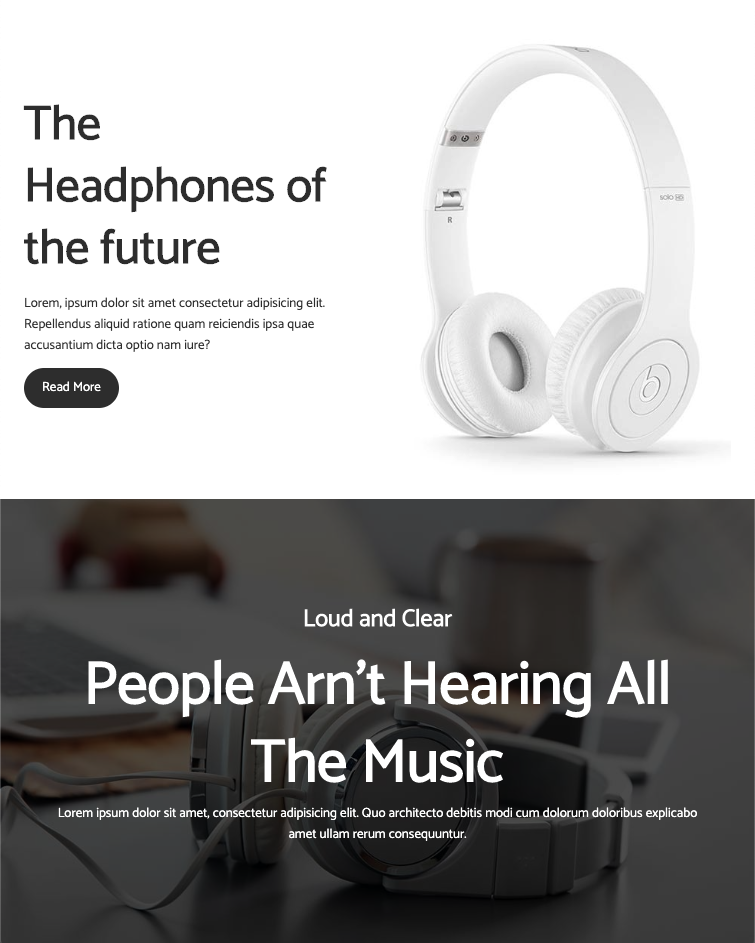 The
Headphones of
the future
Lorem, ipsum dolor sit amet consectetur adipisicing elit.
Repellendus aliquid ratione quam reiciendis ipsa quae
accusantium dicta optio nam iure?
Read More
solo HD
R
b
Loud and Clear
People Arn’t Hearing All
The Music
Lorem ipsum dolor sit amet, consectetur adipisicing elit. Quo architecto debitis modi cum dolorum doloribus explicabo
amet ullam rerum consequuntur.